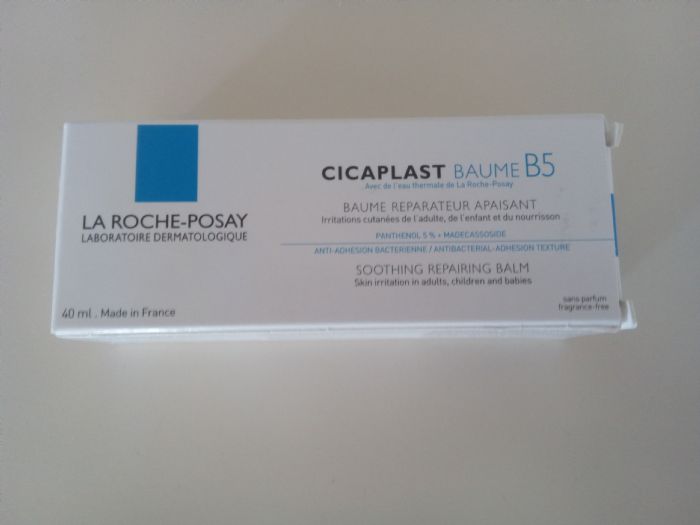 LA ROCHE-POSAY
LABORATOIRE DERMATOLOGIQUE
40 ml . Made in France
CICAPLAST BAUME B5
..Avec de l'eau thermale de La Roche-Posay
BAUME REPARATEUR APAISANT
Irritations cutanées de l'adulte, de l'enfant et du nourrisson
PANTHENOL 5 % + MADECASSOSIDE
ANTI-ADHESION BACTERIENNE / ANTIBACTERIAL-ADHESION TEXTURE
SOOTHING REPAIRING BALM
Skin irritation in adults, children and babies
sans parfum
fragrance-free